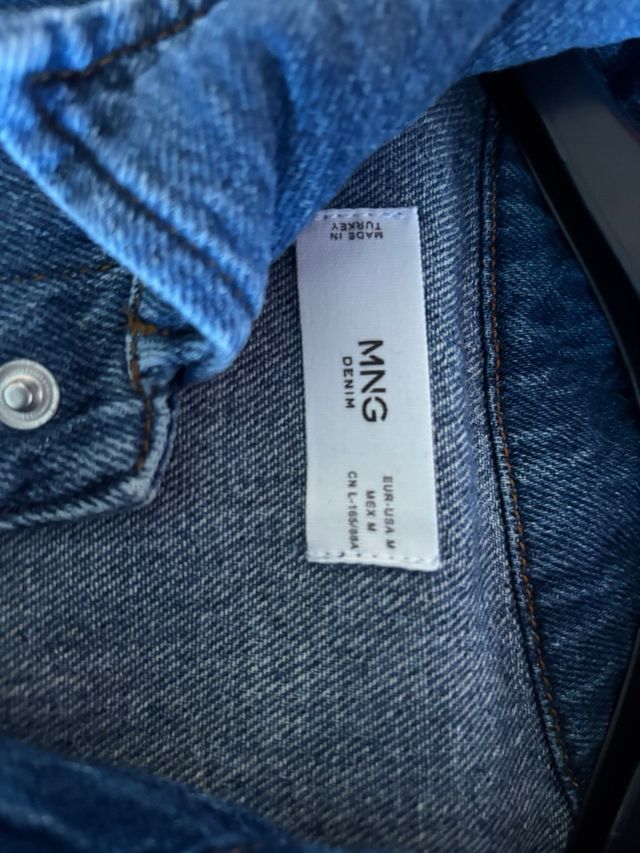 MADE IN
TURKEY
MNG
DENIM
EUR-USA M
MEX M
CN L-165/88A